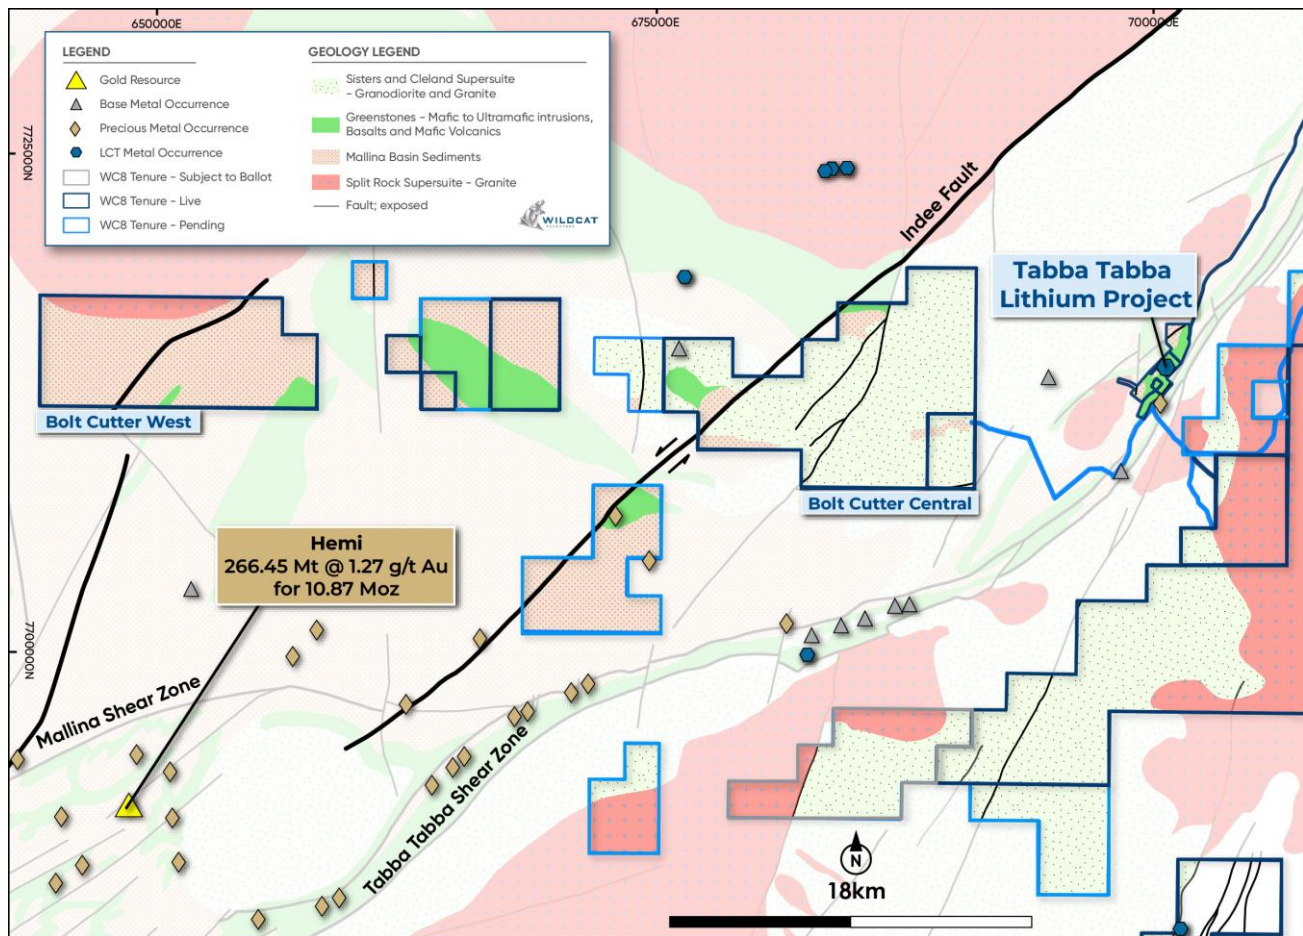 650000E
675000E
700000E
7725000N
7700000N
LEGEND
Gold Resource
Base Metal Occurrence
Precious Metal Occurrence
LCT Metal Occurrence
WC8 Tenure - Subject to Ballot
WC8 Tenure - Live
WC8 Tenure - Pending
GEOLOGY LEGEND
Sisters and Cleland Supersuite
- Granodiorite and Granite
Greenstones - Mafic to Ultramafic intrusions,
Basalts and Mafic Volcanics
Mallina Basin Sediments
Split Rock Supersuite - Granite
Fault; exposed
WILDCAT
Indee Fault
Tabba Tabba
Lithium Project
Bolt Cutter West
Bolt Cutter Central
Hemi
266.45 Mt @ 1.27 g/t Au
for 10.87 Moz
Mallina Shear Zone
Tabba Tabba Shear Zone
N
18km